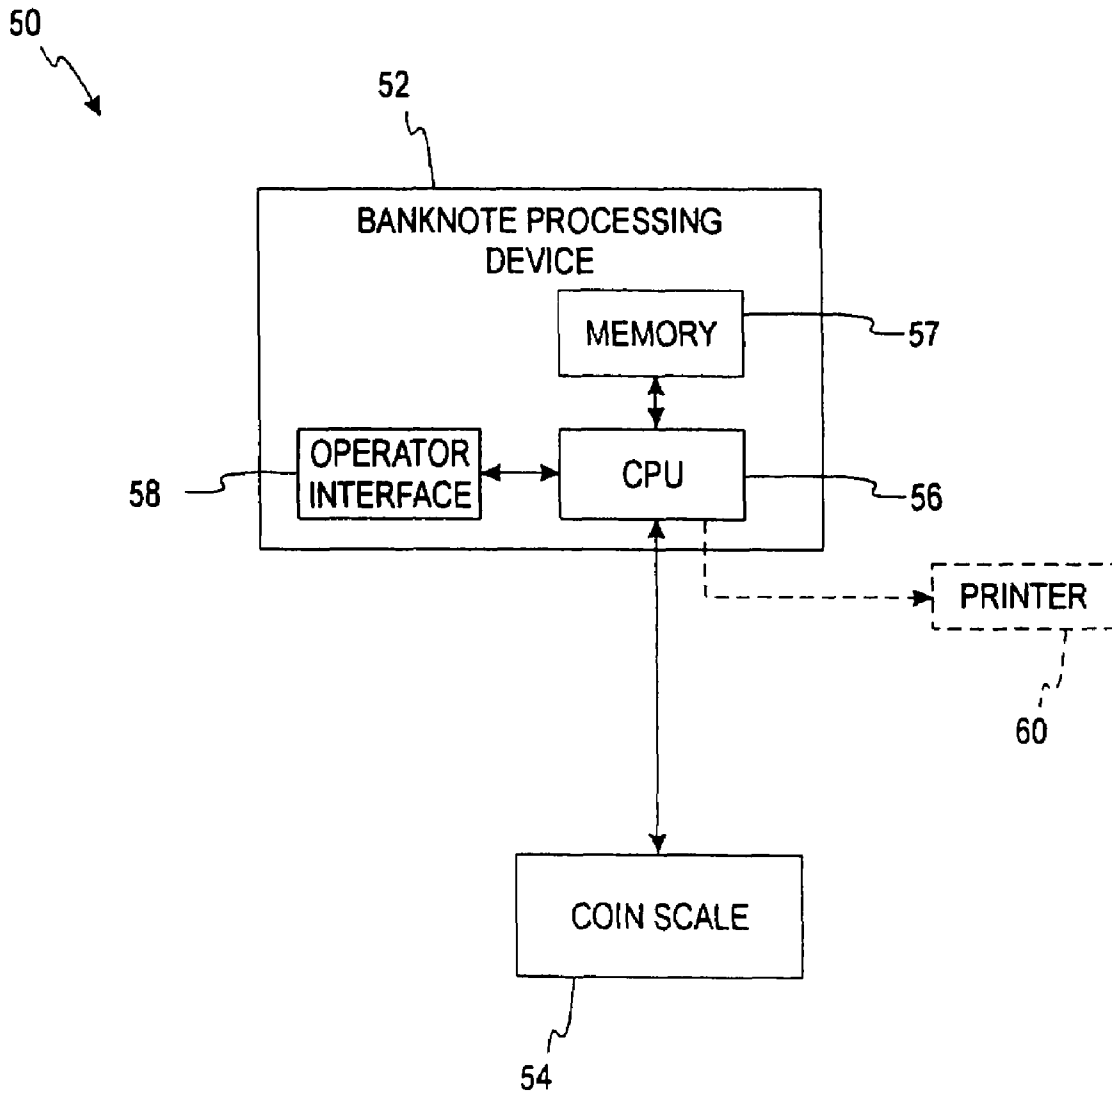 50
52
BANKNOTE PROCESSING
DEVICE
MEMORY
57
OPERATOR
INTERFACE
CPU
58
56
PRINTER
60
COIN SCALE
54